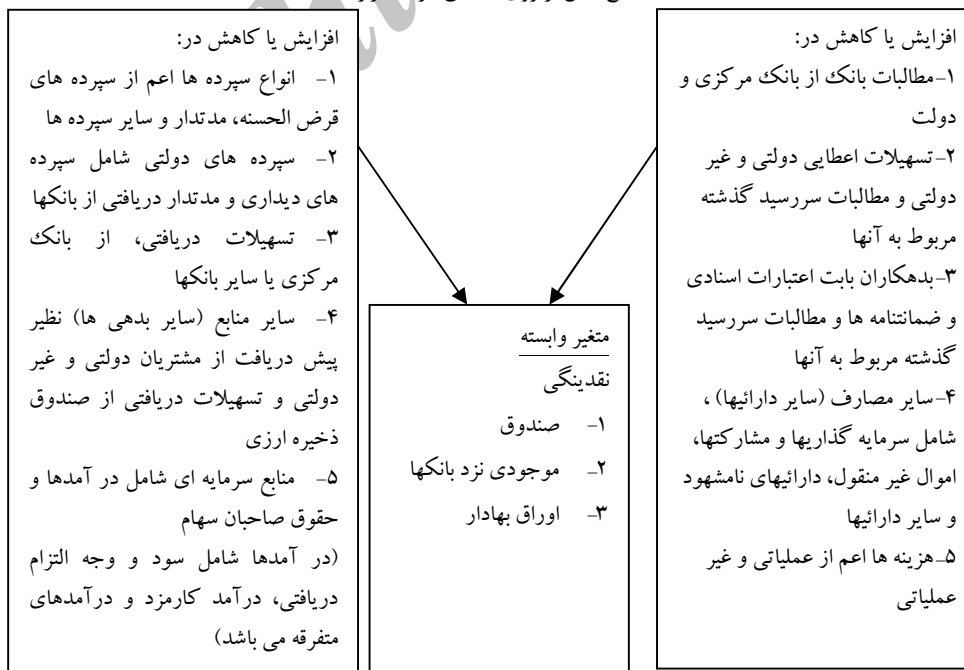 افزایش یا کاهش در:
۱-مطالبات بانک از بانک مرکزی و
دولت
۲-تسهیلات اعطایی دولتی و غیر
دولتی و مطالبات سررسید گذشته
مربوط به آنها
۳-بدهکاران بابت اعتبارات اسنادی
و ضمانتنامه ها و مطالبات سررسید
گذشته مربوط به آنها
۴-سایر مصارف (سایر دارائیها) ،
شامل سرمایه گذاریها و مشارکتها،
اموال غیر منقول، دارائیهای نامشهود
و سایر دارائیها
۵-هزینه ها اعم از عملیاتی و غیر
عملیاتی
متغیر وابسته
نقدینگی
۱- صندوق
۲- موجودی نزد بانکها
۳- اوراق بهادار
افزایش یا کاهش در:
۱- انواع سپرده ها اعم از سپرده های
قرض الحسنه، مدتدار و سایر سپرده ها
۲- سپرده های دولتی شامل سپرده
های دیداری و مدتدار دریافتی از بانکها
۳- تسهیلات دریافتی، از بانک
مرکزی یا سایر بانکها
۴- سایر منابع (سایر بدهی ها) نظیر
پیش دریافت از مشتریان دولتی و غیر
دولتی و تسهیلات دریافتی از صندوق
ذخیره ارزی
۵- منابع سرمایه ای شامل در آمدها و
حقوق صاحبان سهام
(در آمدها شامل سود و وجه التزام
دریافتی، درآمد کارمزد و درآمدهای
متفرقه می باشد)